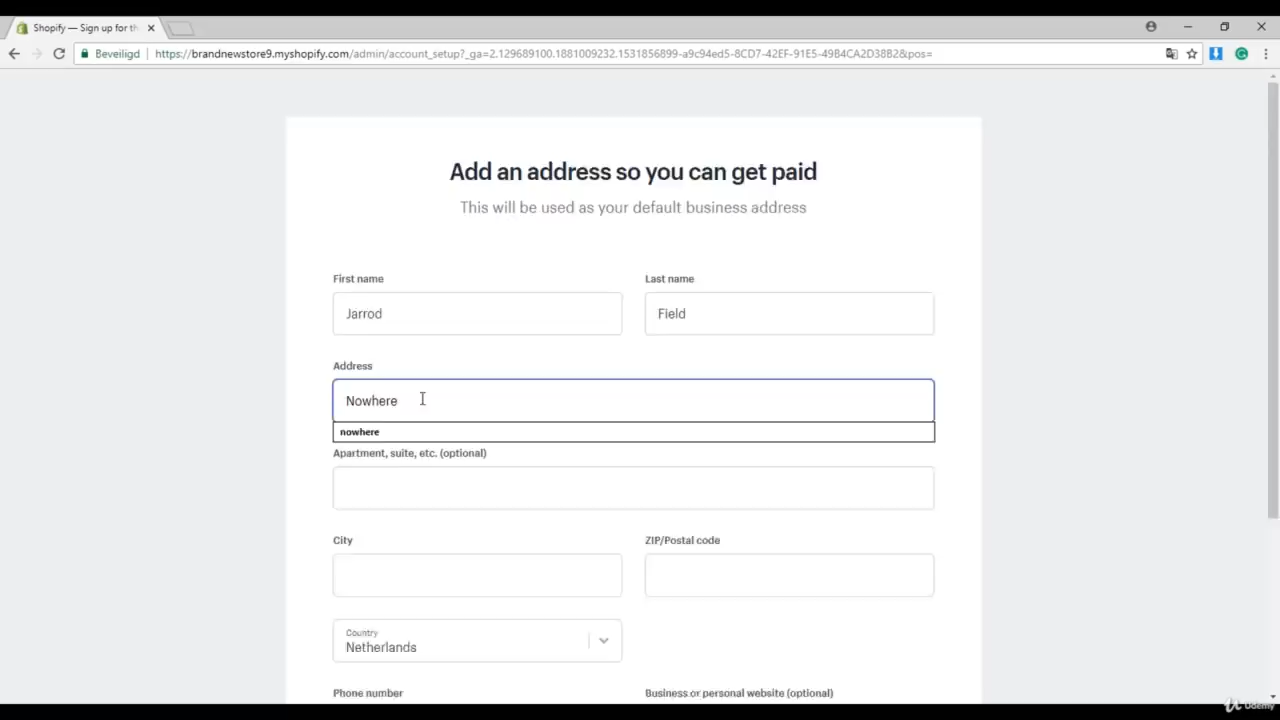 Shopify — Sign up for th
Beveiligd
https://brandnewstore9.myshopify.com/admin/account_setup?_ga=2.129689100.1881009232.1531856899-a9c94ed5-8CD7-42EF-91E5-49B4CA2D38B2&pos=
Add an address so you can get paid
This will be used as your default business address
First name
Last name
Jarrod
Field
Address
Nowhere
nowhere
Apartment, suite, etc. (optional)
City
ZIP/Postal code
Country
Netherlands
Phone number
Business or personal website (optional)
Udemy